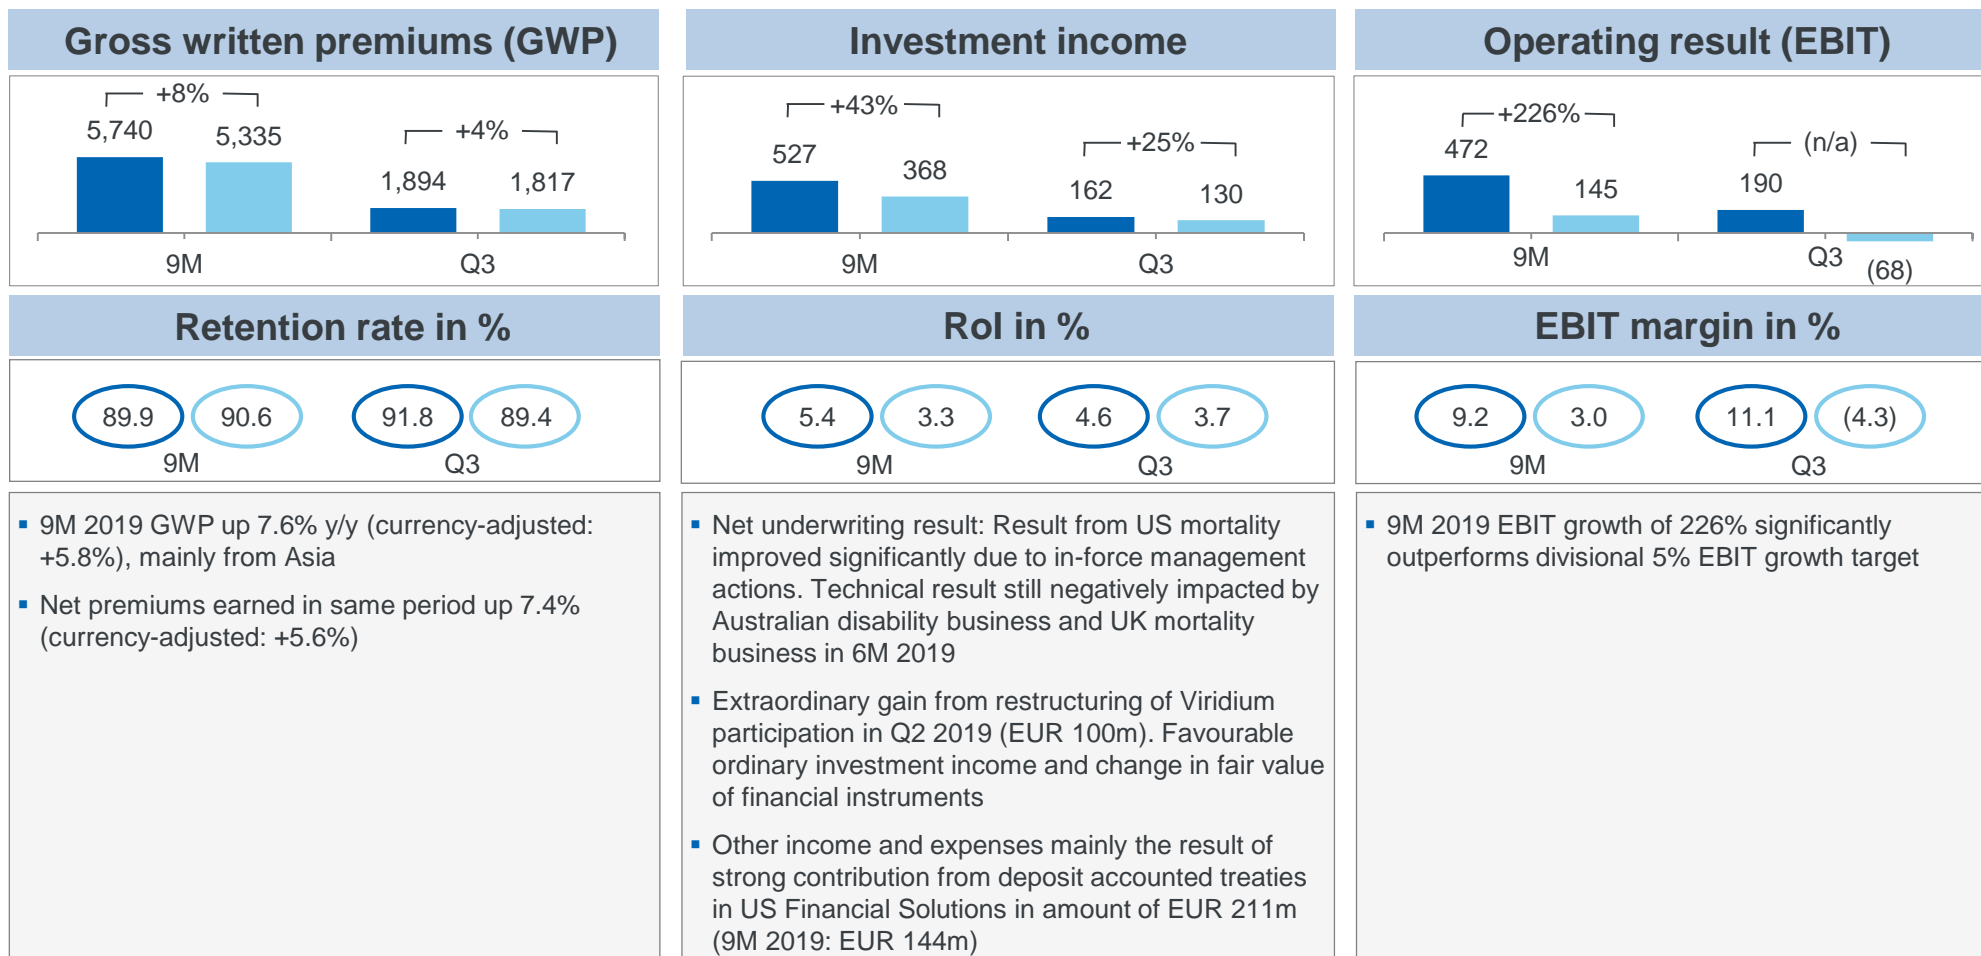 Gross written premiums (GWP)
+8%
5,740
5,335
+4%
1,894
1,817
9M
Q3
Investment income
+43%
527
368
+25%
162
130
9M
Q3
Operating result (EBIT)
+226%
472
145
(n/a)
190
(68)
9M
Q3
Retention rate in %
89.9
90.6
91.8
89.4
9M
Q3
RoI in %
5.4
3.3
4.6
3.7
9M
Q3
EBIT margin in %
9.2
3.0
11.1
(4.3)
9M
Q3
▪ 9M 2019 GWP up 7.6% y/y (currency-adjusted:
+5.8%), mainly from Asia
▪ Net premiums earned in same period up 7.4%
(currency-adjusted: +5.6%)
▪ Net underwriting result: Result from US mortality
improved significantly due to in-force management
actions. Technical result still negatively impacted by
Australian disability business and UK mortality
business in 6M 2019
▪ Extraordinary gain from restructuring of Viridium
participation in Q2 2019 (EUR 100m). Favourable
ordinary investment income and change in fair value
of financial instruments
▪ Other income and expenses mainly the result of
strong contribution from deposit accounted treaties
in US Financial Solutions in amount of EUR 211m
(9M 2019: EUR 144m)
▪ 9M 2019 EBIT growth of 226% significantly
outperforms divisional 5% EBIT growth target